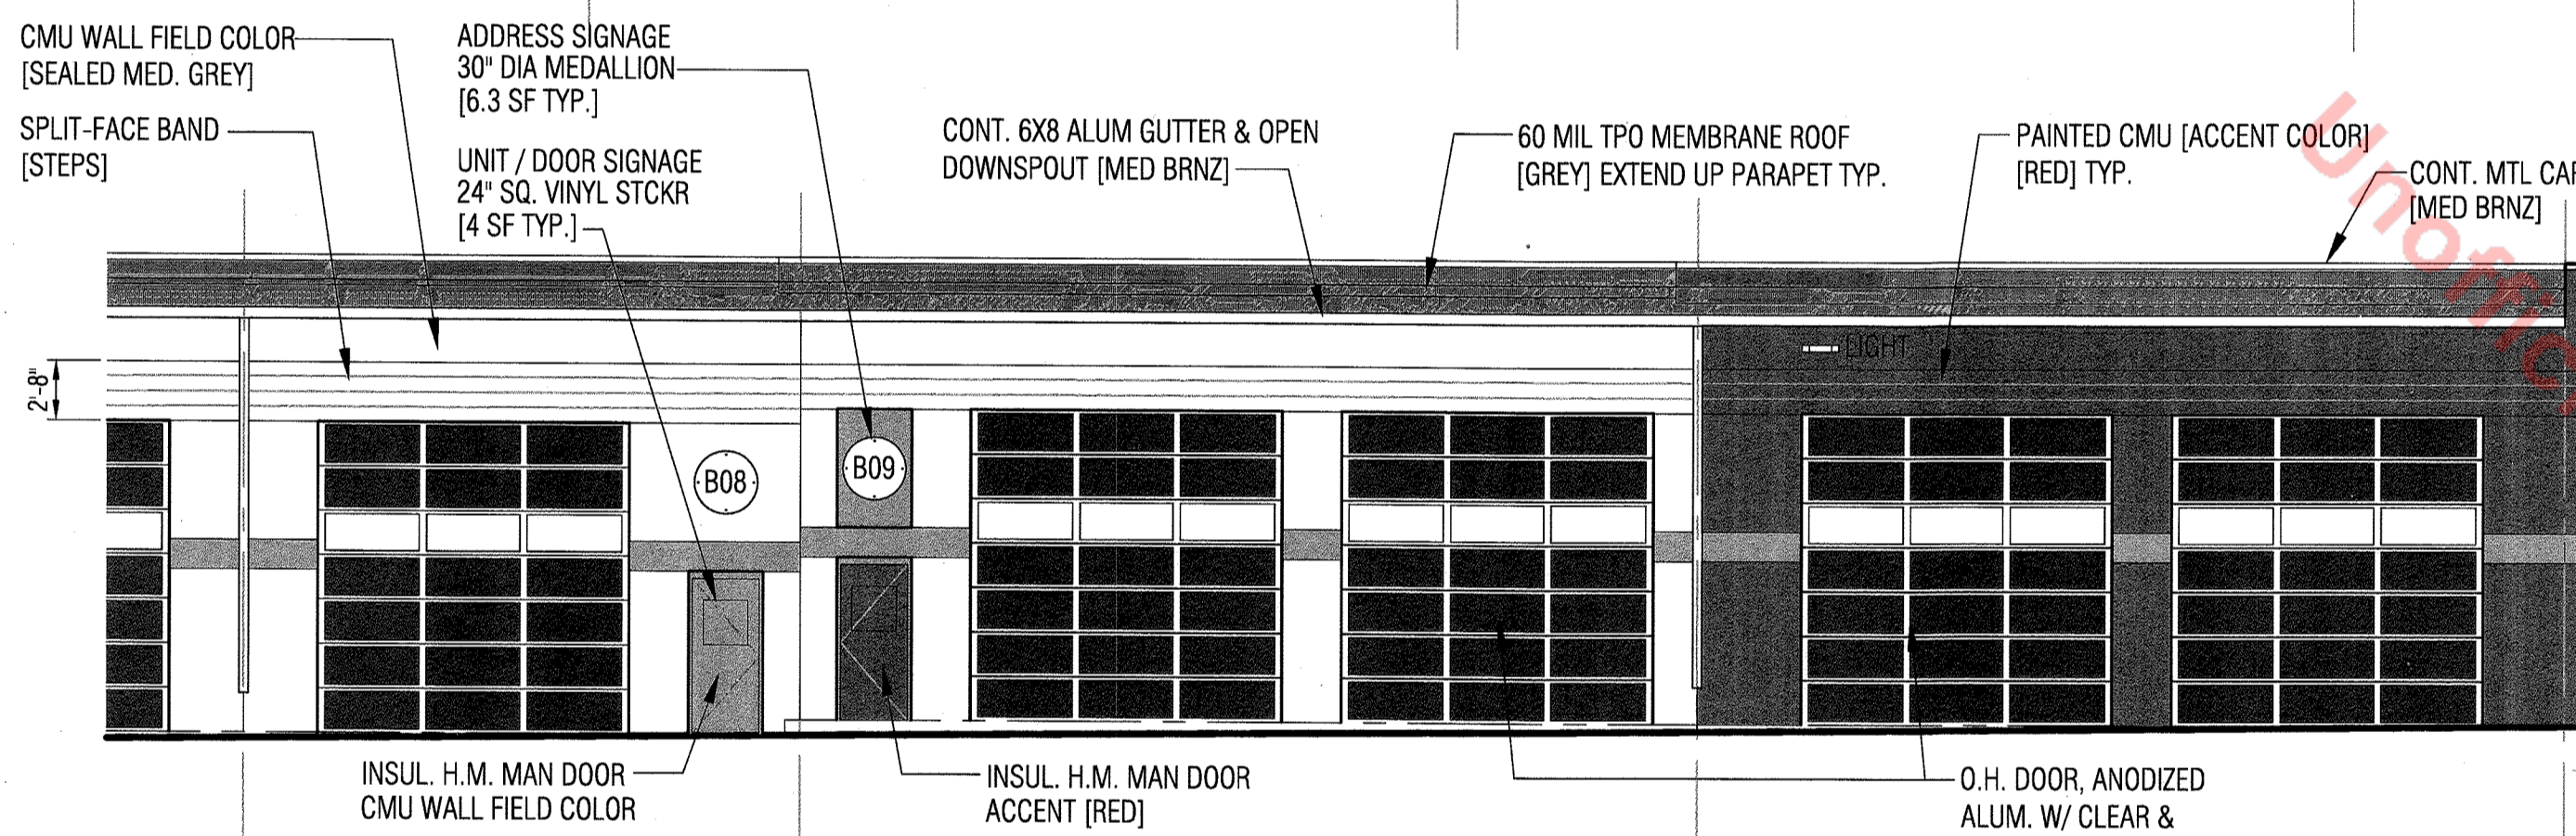 CMU WALL FIELD COLOR
[SEALED MED. GREY]
SPLIT-FACE BAND
[STEPS]
ADDRESS SIGNAGE
30" DIA MEDALLION
[6.3 SF TYP.]
UNIT / DOOR SIGNAGE
24" SQ. VINYL STCKR
[4 SF TYP.]
CONT. 6X8 ALUM GUTTER & OPEN
DOWNSPOUT [MED BRNZ]
60 MIL TPO MEMBRANE ROOF
[GREY] EXTEND UP PARAPET TYP.
PAINTED CMU [ACCENT COLOR]
[RED] TYP.
CONT. MTL CAP
[MED BRNZ]
Unoffici
LIGHT
2'-8"
B08
B09
INSUL. H.M. MAN DOOR
CMU WALL FIELD COLOR
INSUL. H.M. MAN DOOR
ACCENT [RED]
O.H. DOOR, ANODIZED
ALUM. W/ CLEAR &